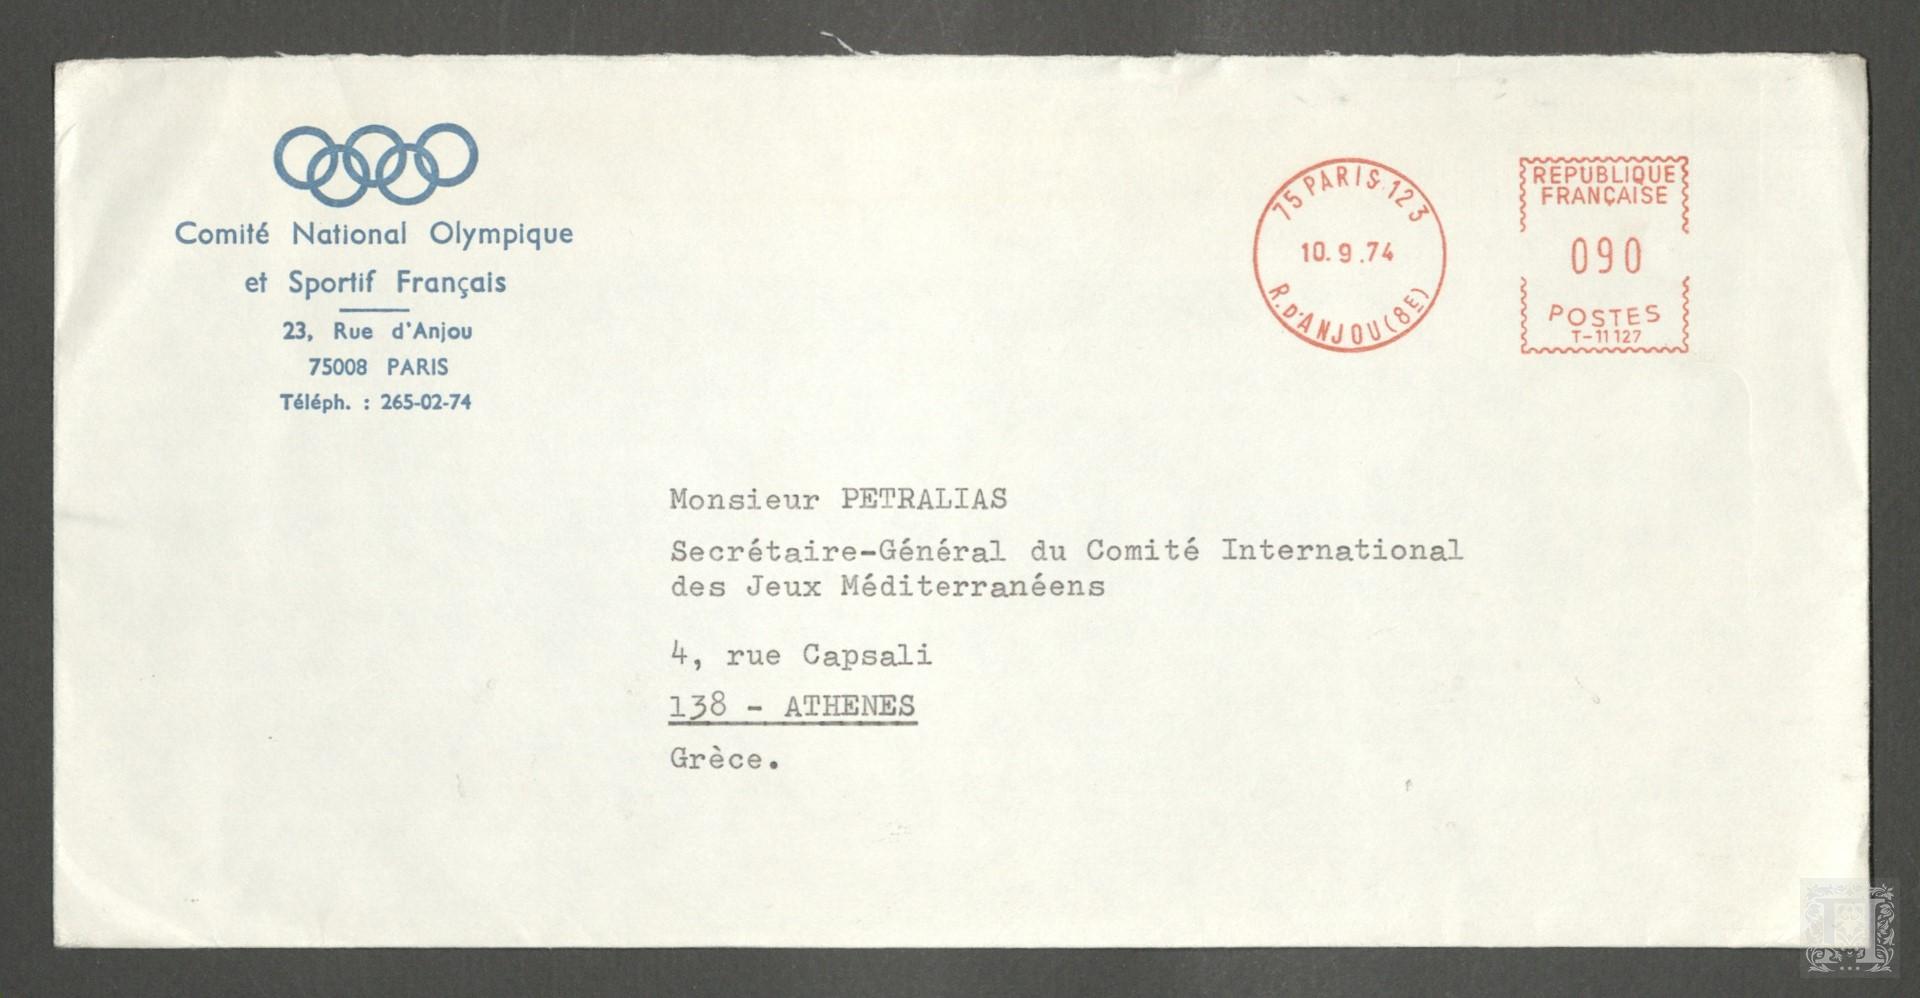 Comité National Olympique
et Sportif Français
23, Rue d'Anjou
75008 PARIS
Téléph. : 265-02-74
75 PARIS 123
10.9.74
R. D'ANJOU (8E)
REPUBLIQUE
FRANÇAISE
090
POSTES
T-11127
Monsieur PETRALIAS
Secrétaire-Général du Comité International
des Jeux Méditerranéens
4, rue Capsali
138 - ATHENES
Grèce.